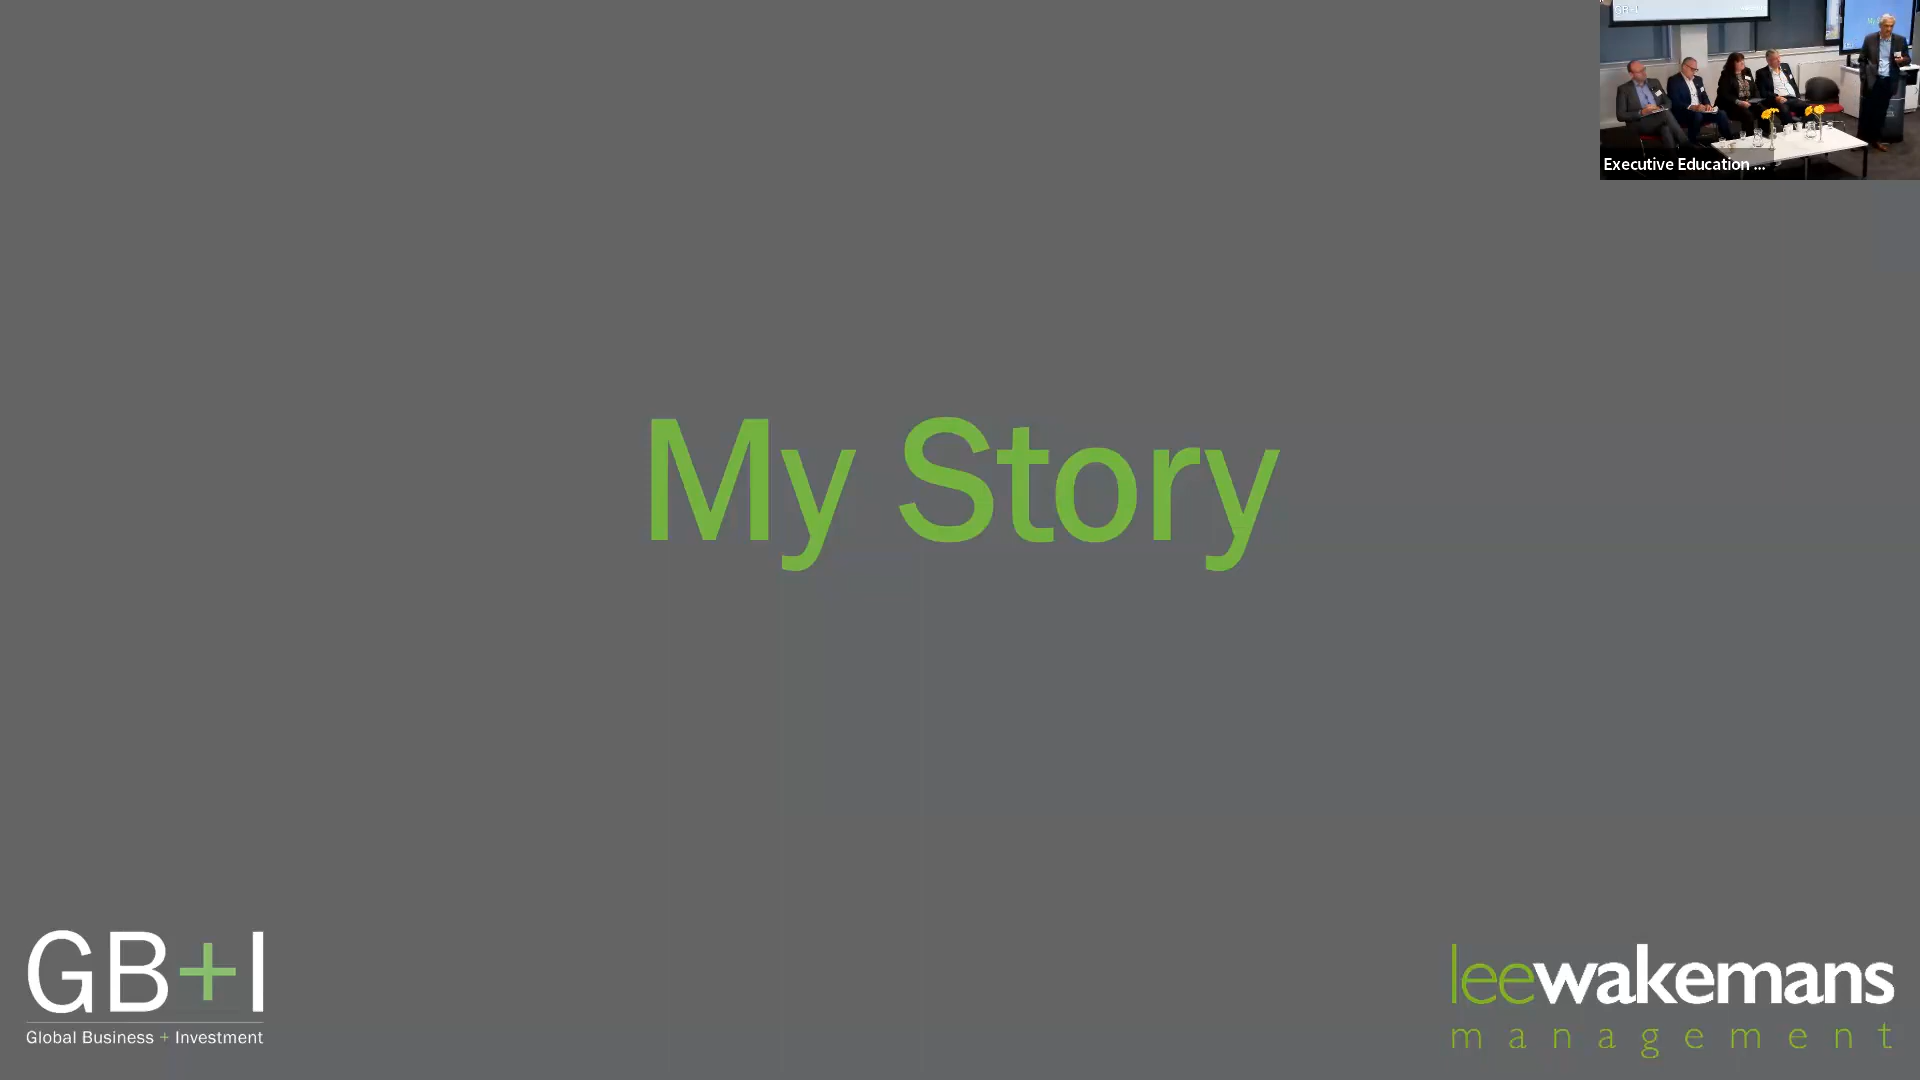 Executive Education ...
My Story
GB+I
Global Business + Investment
leewakemans
management